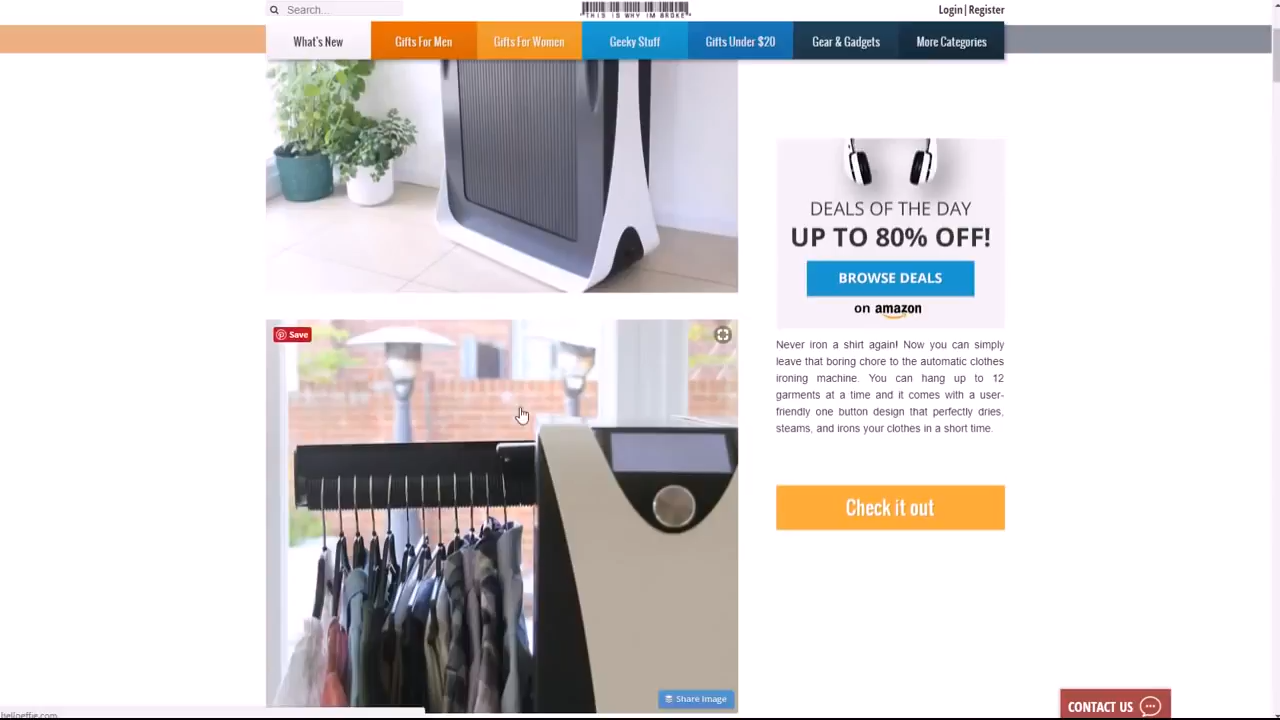 Search...
"THIS IS WHY IM BROKE"
Login | Register
What's New
Gifts For Men
Gifts For Women
Geeky Stuff
Gifts Under $20
Gear & Gadgets
More Categories
DEALS OF THE DAY
UP TO 80% OFF!
BROWSE DEALS
on amazon
Save
Never iron a shirt again! Now you can simply
leave that boring chore to the automatic clothes
ironing machine. You can hang up to 12
garments at a time and it comes with a user-
friendly one button design that perfectly dries,
steams, and irons your clothes in a short time.
Check it out
Share Image
CONTACT US
helloeffie.com